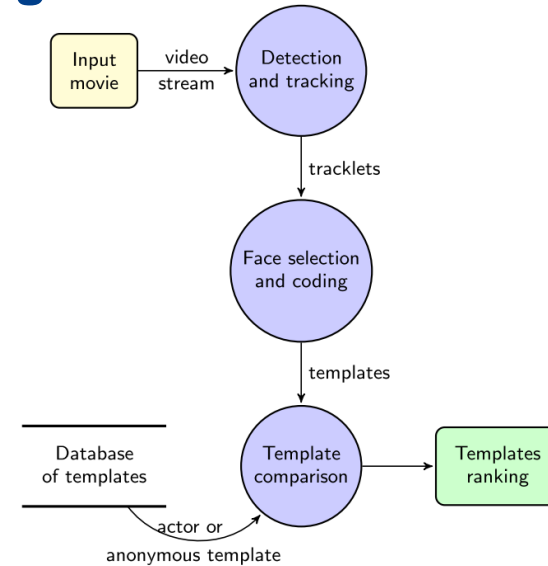 Input
movie
video
stream
Detection
and tracking
tracklets
Face selection
and coding
templates
Database
of templates
Template
comparison
Templates
ranking
actor or
anonymous template